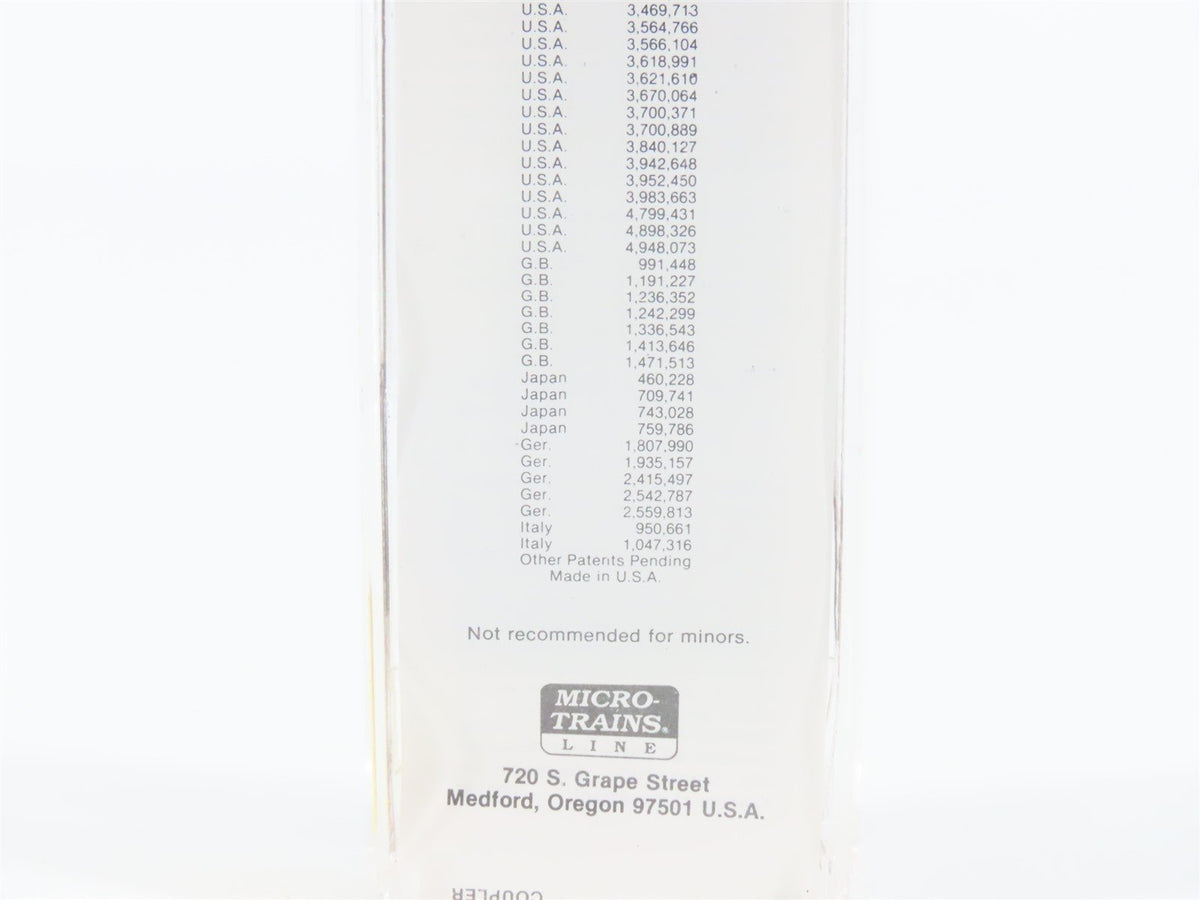 U.S.A. 3,469,713
U.S.A. 3,564,766
U.S.A. 3,566,104
U.S.A. 3,618,991
U.S.A. 3,621,610
U.S.A. 3,670,064
U.S.A. 3,700,371
U.S.A. 3,700,889
U.S.A. 3,840,127
U.S.A. 3,942,648
U.S.A. 3,952,450
U.S.A. 3,983,663
U.S.A. 4,799,431
U.S.A. 4,898,326
U.S.A. 4,948,073
G.B. 991,448
G.B. 1,191,227
G.B. 1,236,352
G.B. 1,242,299
G.B. 1,336,543
G.B. 1,413,646
G.B. 1,471,513
Japan 460,228
Japan 709,741
Japan 743,028
Japan 759,786
Ger. 1,807,990
Ger. 1,935,157
Ger. 2,415,497
Ger. 2,542,787
Ger. 2,559,813
Italy 950,661
Italy 1,047,316
Other Patents Pending
Made in U.S.A.
Not recommended for minors.
MICRO-
TRAINS®
LINE
720 S. Grape Street
Medford, Oregon 97501 U.S.A.
COUPLER